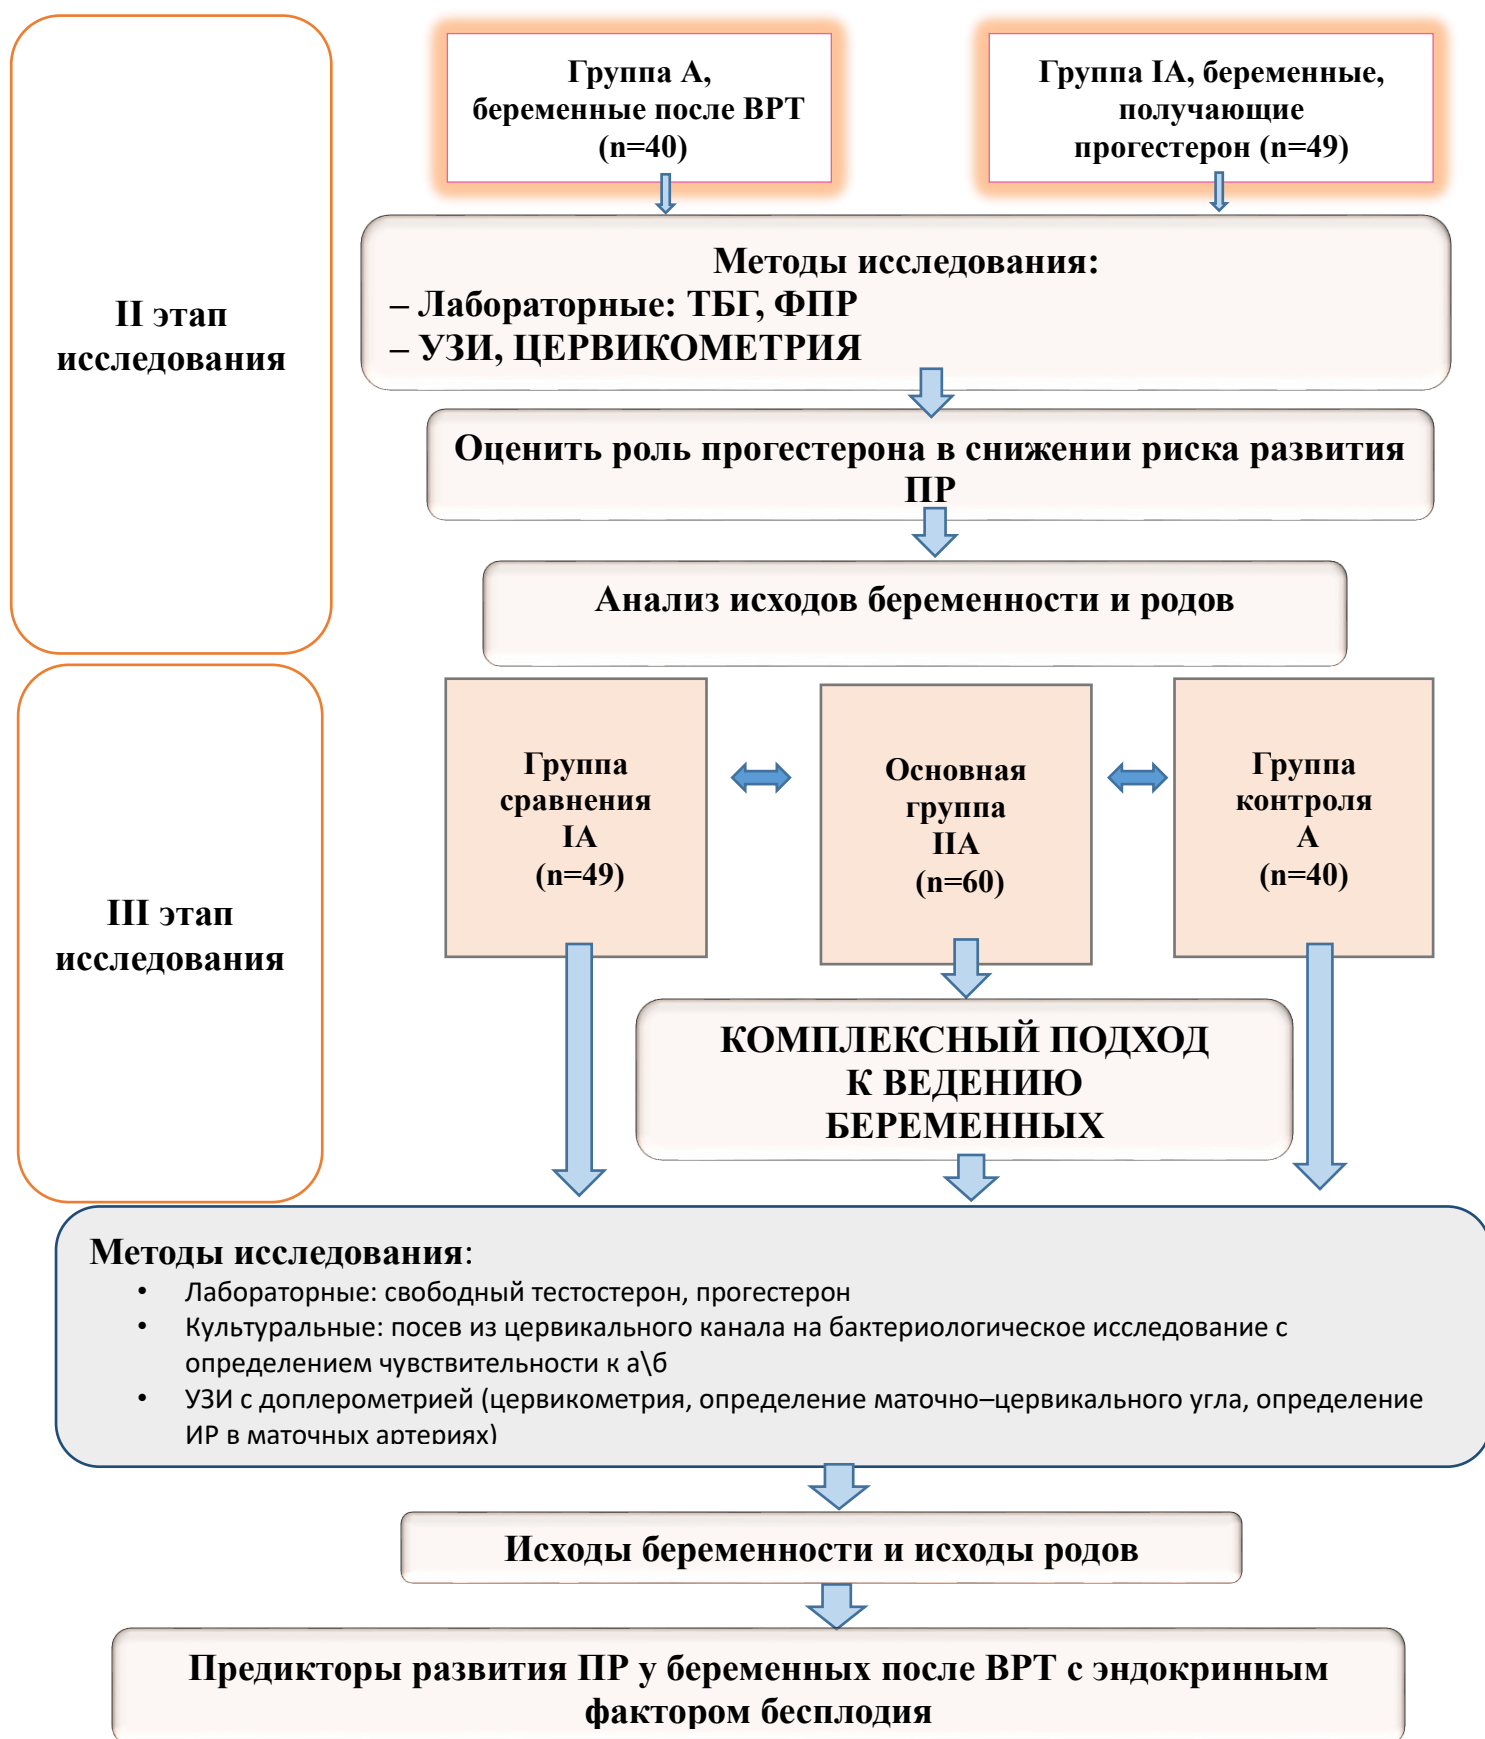 Группа А,
беременные после ВРТ
(n=40)
Группа IA, беременные,
получающие
прогестерон (n=49)
Методы исследования:
– Лабораторные: ТБГ, ФПР
– УЗИ, ЦЕРВИКОМЕТРИЯ
II этап
исследования
Оценить роль прогестерона в снижении риска развития
ПР
Анализ исходов беременности и родов
Группа
сравнения
IA
(n=49)
Основная
группа
IIA
(n=60)
Группа
контроля
А
(n=40)
III этап
исследования
КОМПЛЕКСНЫЙ ПОДХОД
К ВЕДЕНИЮ
БЕРЕМЕННЫХ
Методы исследования:
• Лабораторные: свободный тестостерон, прогестерон
• Культуральные: посев из цервикального канала на бактериологическое исследование с
определением чувствительности к а\б
• УЗИ с доплерометрией (цервикометрия, определение маточно–цервикального угла, определение
ИР в маточных артериях)
Исходы беременности и исходы родов
Предикторы развития ПР у беременных после ВРТ с эндокринным
фактором бесплодия